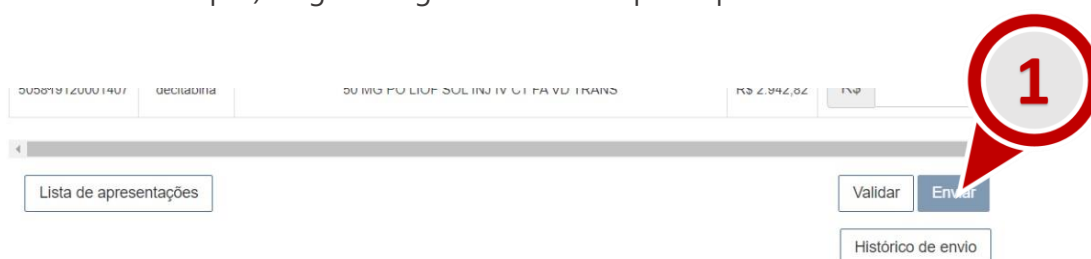 505819120001407 decitabina 50 MG PO LIOF SOL INJ IV CT FA VD TRANS R$ 2.942,82 R$
1
Lista de apresentações Validar Enviar
Histórico de envio